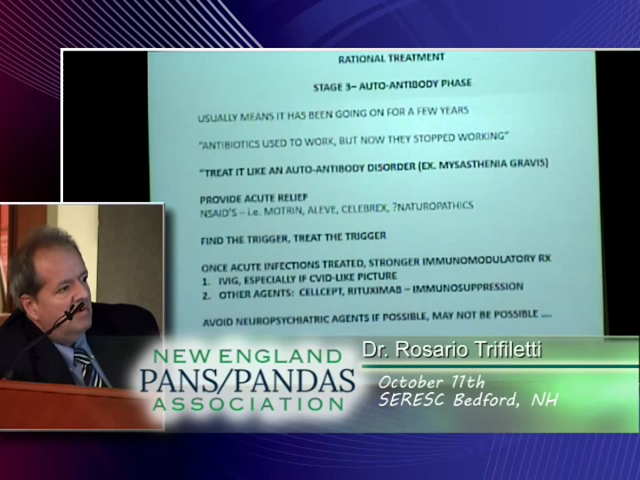 RATIONAL TREATMENT
STAGE 3– AUTO-ANTIBODY PHASE
USUALLY MEANS IT HAS BEEN GOING ON FOR A FEW YEARS
"ANTIBIOTICS USED TO WORK, BUT NOW THEY STOPPED WORKING"
"TREAT IT LIKE AN AUTO-ANTIBODY DISORDER (EX. MYSASTHENIA GRAVIS)
PROVIDE ACUTE RELIEF
NSAID'S – i.e. MOTRIN, ALEVE, CELEBREX, ?NATUROPATHICS
FIND THE TRIGGER, TREAT THE TRIGGER
ONCE ACUTE INFECTIONS TREATED, STRONGER IMMUNOMODULATORY RX
1. IVIG, ESPECIALLY IF CVID-LIKE PICTURE
2. OTHER AGENTS: CELLCEPT, RITUXIMAB – IMMUNOSUPPRESSION
AVOID NEUROPSYCHIATRIC AGENTS IF POSSIBLE, MAY NOT BE POSSIBLE ....
NEW ENGLAND
PANS/PANDAS
ASSOCIATION
Dr. Rosario Trifiletti
October 11th
SERESC Bedford, NH